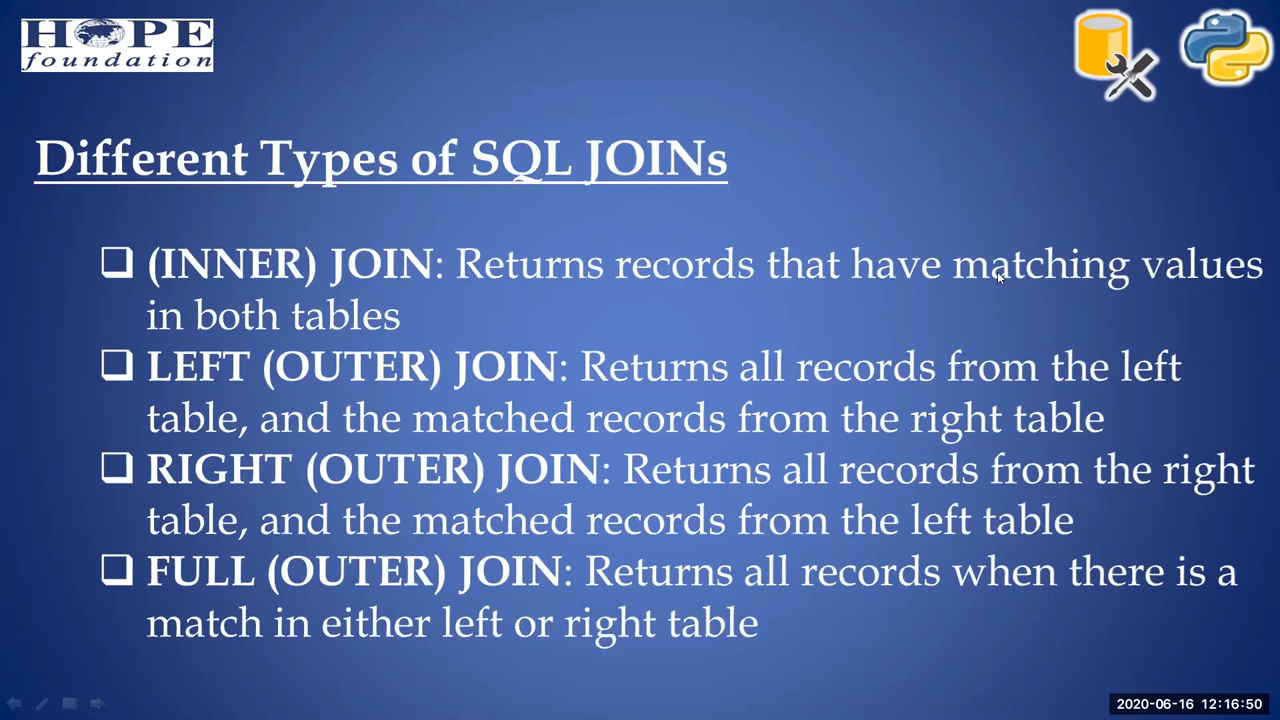 HOPE
foundation
Different Types of SQL JOINs
❑ (INNER) JOIN: Returns records that have matching values
in both tables
❑ LEFT (OUTER) JOIN: Returns all records from the left
table, and the matched records from the right table
❑ RIGHT (OUTER) JOIN: Returns all records from the right
table, and the matched records from the left table
❑ FULL (OUTER) JOIN: Returns all records when there is a
match in either left or right table
2020-06-16 12:16:50